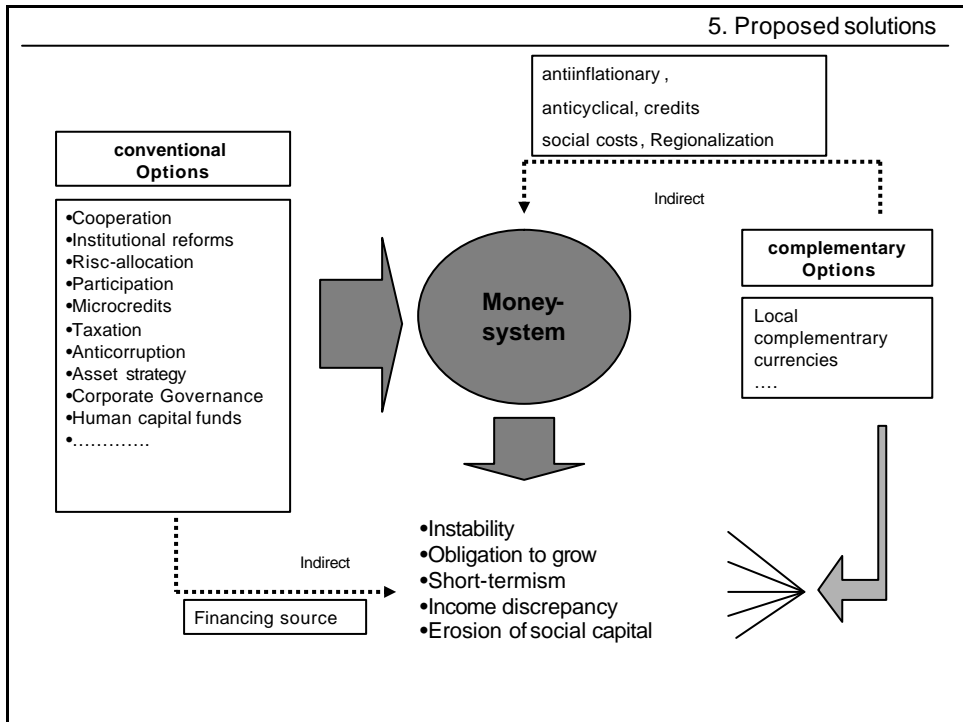 5. Proposed solutions
antiinflationary ,
anticyclical, credits
social costs, Regionalization
Indirect
conventional
Options
•Cooperation
•Institutional reforms
•Risc-allocation
•Participation
•Microcredits
•Taxation
•Anticorruption
•Asset strategy
•Corporate Governance
•Human capital funds
•………….
Money-
system
complementary
Options
Local
complementrary
currencies
….
Indirect
Financing source
•Instability
•Obligation to grow
•Short-termism
•Income discrepancy
•Erosion of social capital